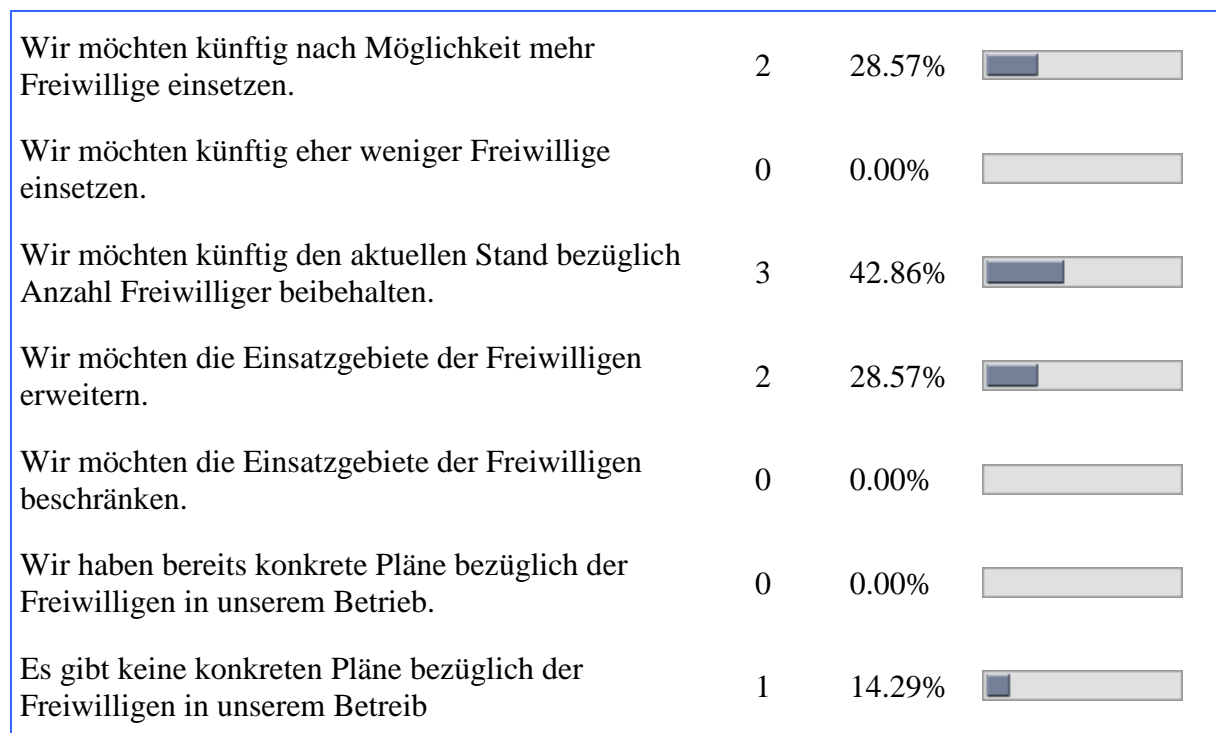 Wir möchten künftig nach Möglichkeit mehr
Freiwillige einsetzen.
2 28.57%
Wir möchten künftig eher weniger Freiwillige
einsetzen.
0 0.00%
Wir möchten künftig den aktuellen Stand bezüglich
Anzahl Freiwilliger beibehalten.
3 42.86%
Wir möchten die Einsatzgebiete der Freiwilligen
erweitern.
2 28.57%
Wir möchten die Einsatzgebiete der Freiwilligen
beschränken.
0 0.00%
Wir haben bereits konkrete Pläne bezüglich der
Freiwilligen in unserem Betrieb.
0 0.00%
Es gibt keine konkreten Pläne bezüglich der
Freiwilligen in unserem Betreib
1 14.29%